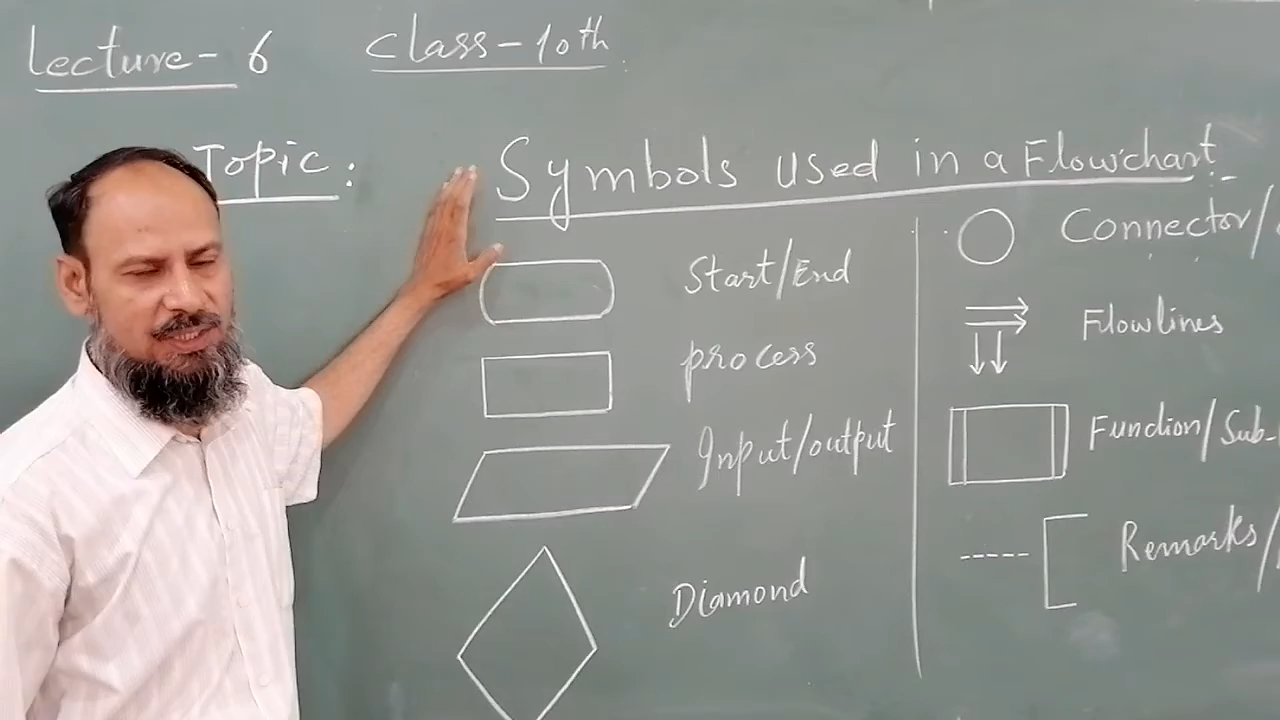 Lecture - 6 Class - 10th
Topic : Symbols used in a Flowchart :-
Start/End
process
Input/output
Diamond
Connector/
Flowlines
Function/Sub-
Remarks/